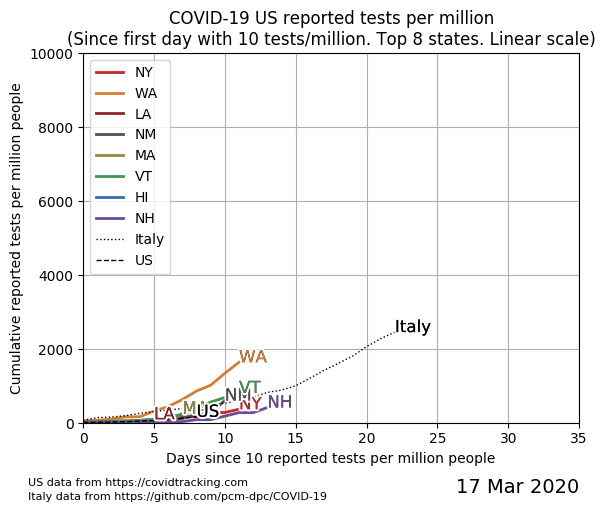 COVID-19 US reported tests per million
(Since first day with 10 tests/million. Top 8 states. Linear scale)
Cumulative reported tests per million people
10000
8000
6000
4000
2000
0
NY
WA
LA
NM
MA
VT
HI
NH
Italy
US
Italy
WA
VT
NM
NH
NY
MA
US
LA
0 5 10 15 20 25 30 35
Days since 10 reported tests per million people
US data from https://covidtracking.com
Italy data from https://github.com/pcm-dpc/COVID-19
17 Mar 2020